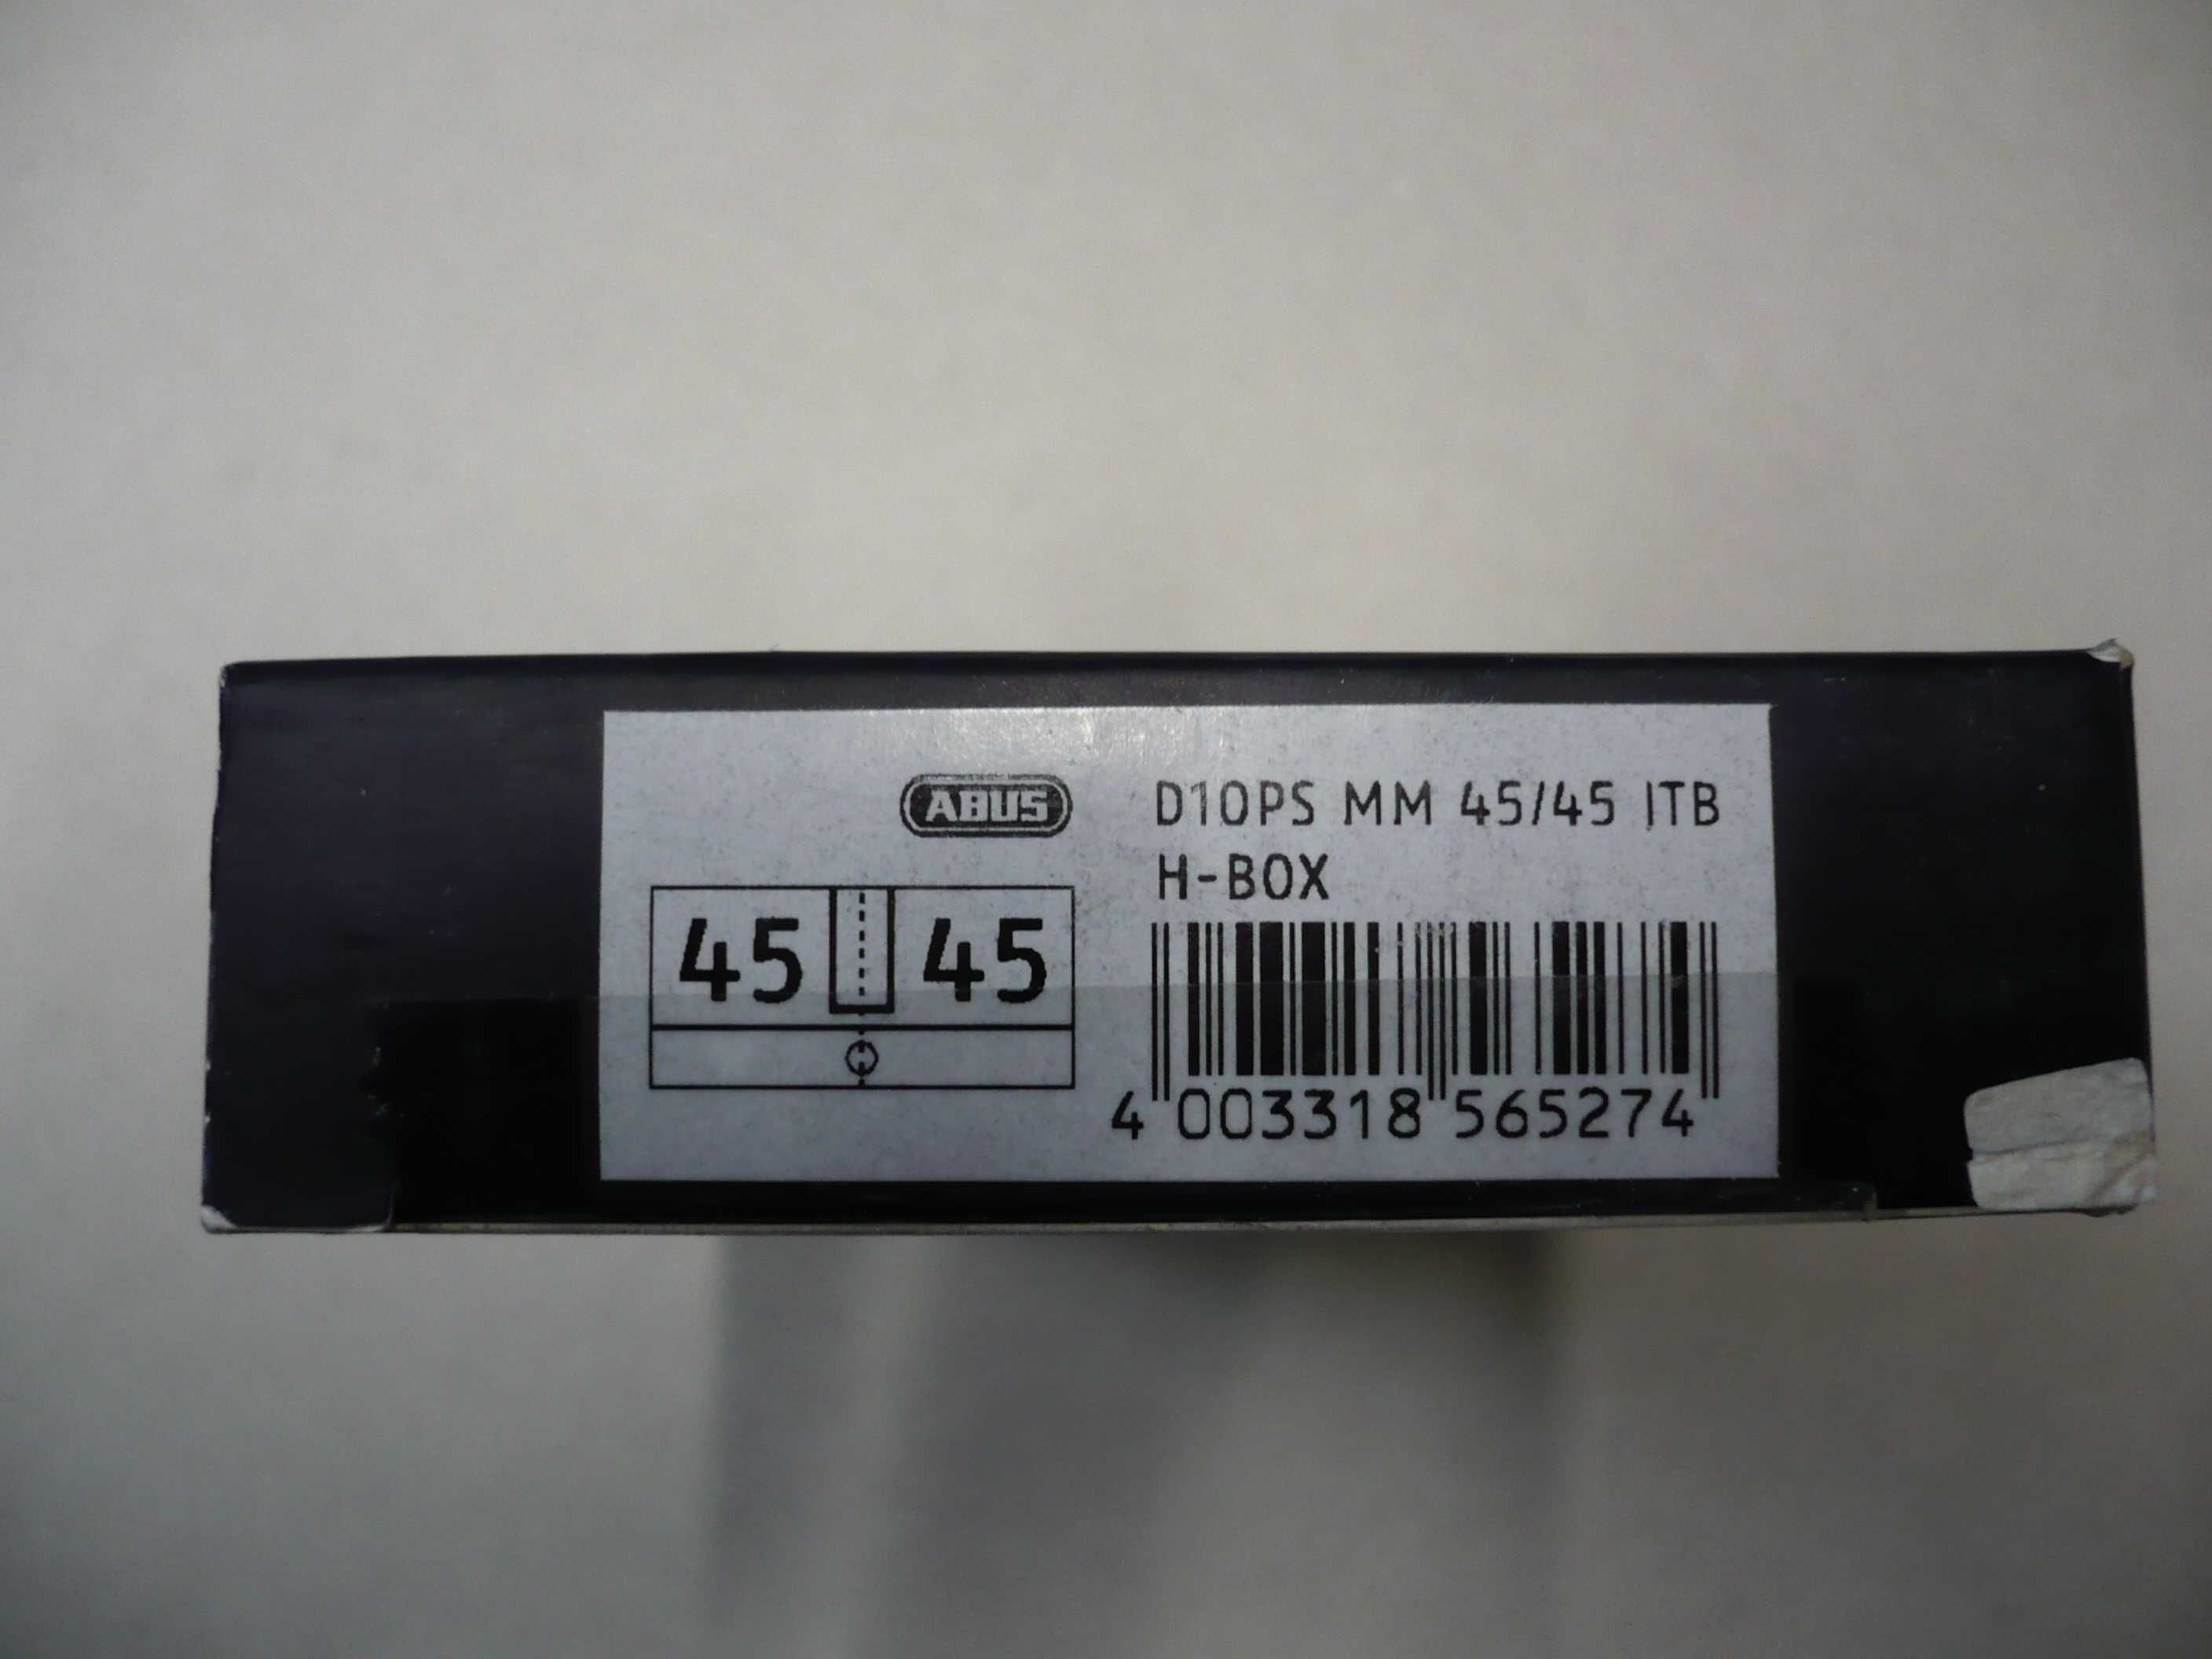 ABUS
D10PS MM 45/45 ITB
H-BOX
45 45
4 003318 565274